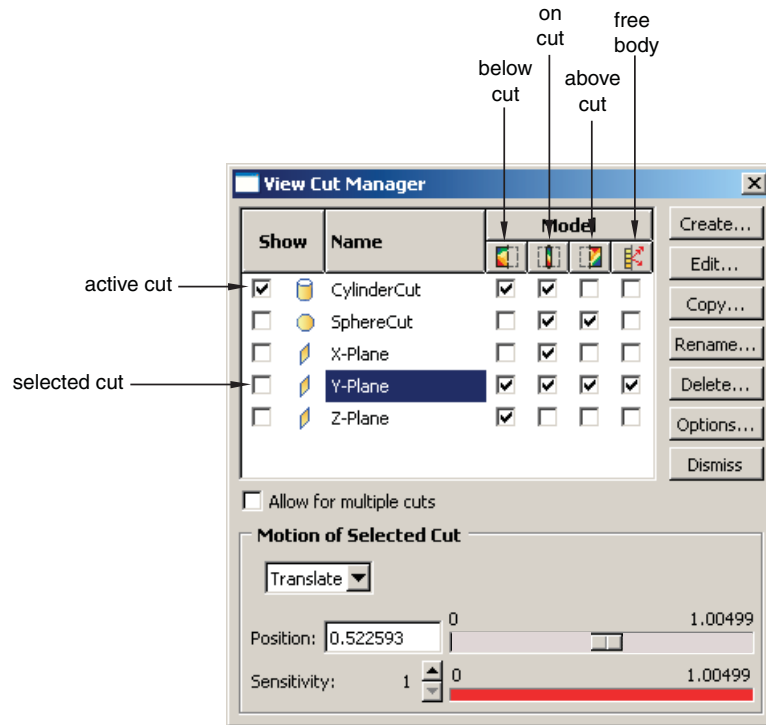 on
cut
free
body
below
cut
above
cut
View Cut Manager
Show
Name
Model
Create...
Edit...
Copy...
Rename...
Delete...
Options...
Dismiss
active cut
CylinderCut
SphereCut
X-Plane
selected cut
Y-Plane
Z-Plane
Allow for multiple cuts
Motion of Selected Cut
Translate
Position: 0.522593
0 1.00499
Sensitivity: 1
0 1.00499